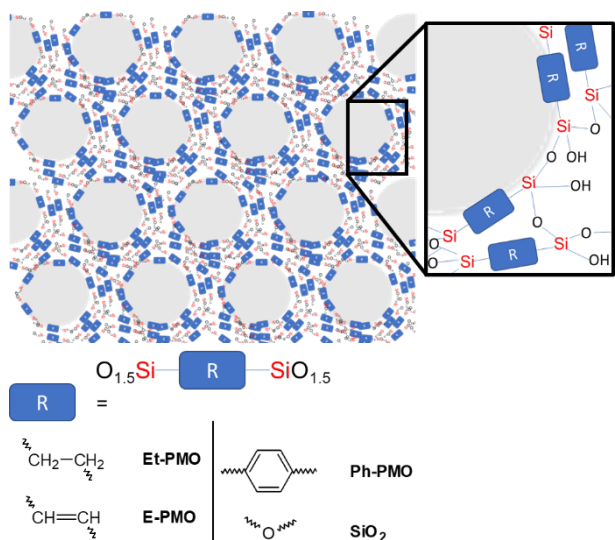 Si
R
R
Si
Si
O
O
OH
Si
OH
R
O
Si
Si
O
O
Si
R
OH
O₁.₅Si R SiO₁.₅
R =
CH₂—CH₂ Et-PMO
Ph-PMO
CH=CH E-PMO
O SiO₂